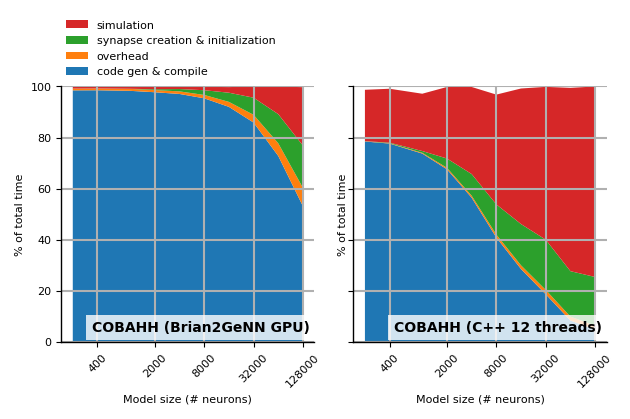 simulation
synapse creation & initialization
overhead
code gen & compile
100
80
60
40
20
0
% of total time
COBAHH (Brian2GeNN GPU)
400
2000
8000
32000
128000
Model size (# neurons)
% of total time
COBAHH (C++ 12 threads)
400
2000
8000
32000
128000
Model size (# neurons)